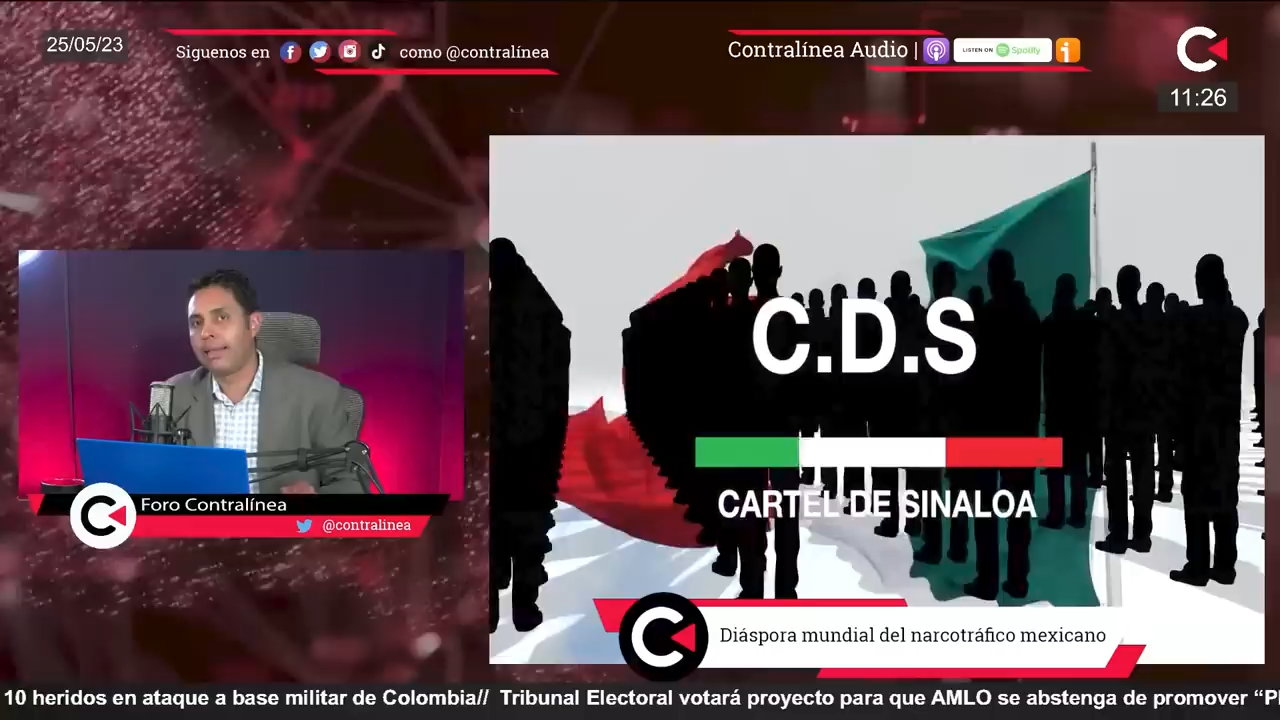 25/05/23
Siguenos en
como @contralínea
Contralínea Audio |
LISTEN ON Spotify
11:26
C.D.S
CARTEL DE SINALOA
Foro Contralínea
@contralinea
Diáspora mundial del narcotráfico mexicano
10 heridos en ataque a base militar de Colombia// Tribunal Electoral votará proyecto para que AMLO se abstenga de promover “Pl